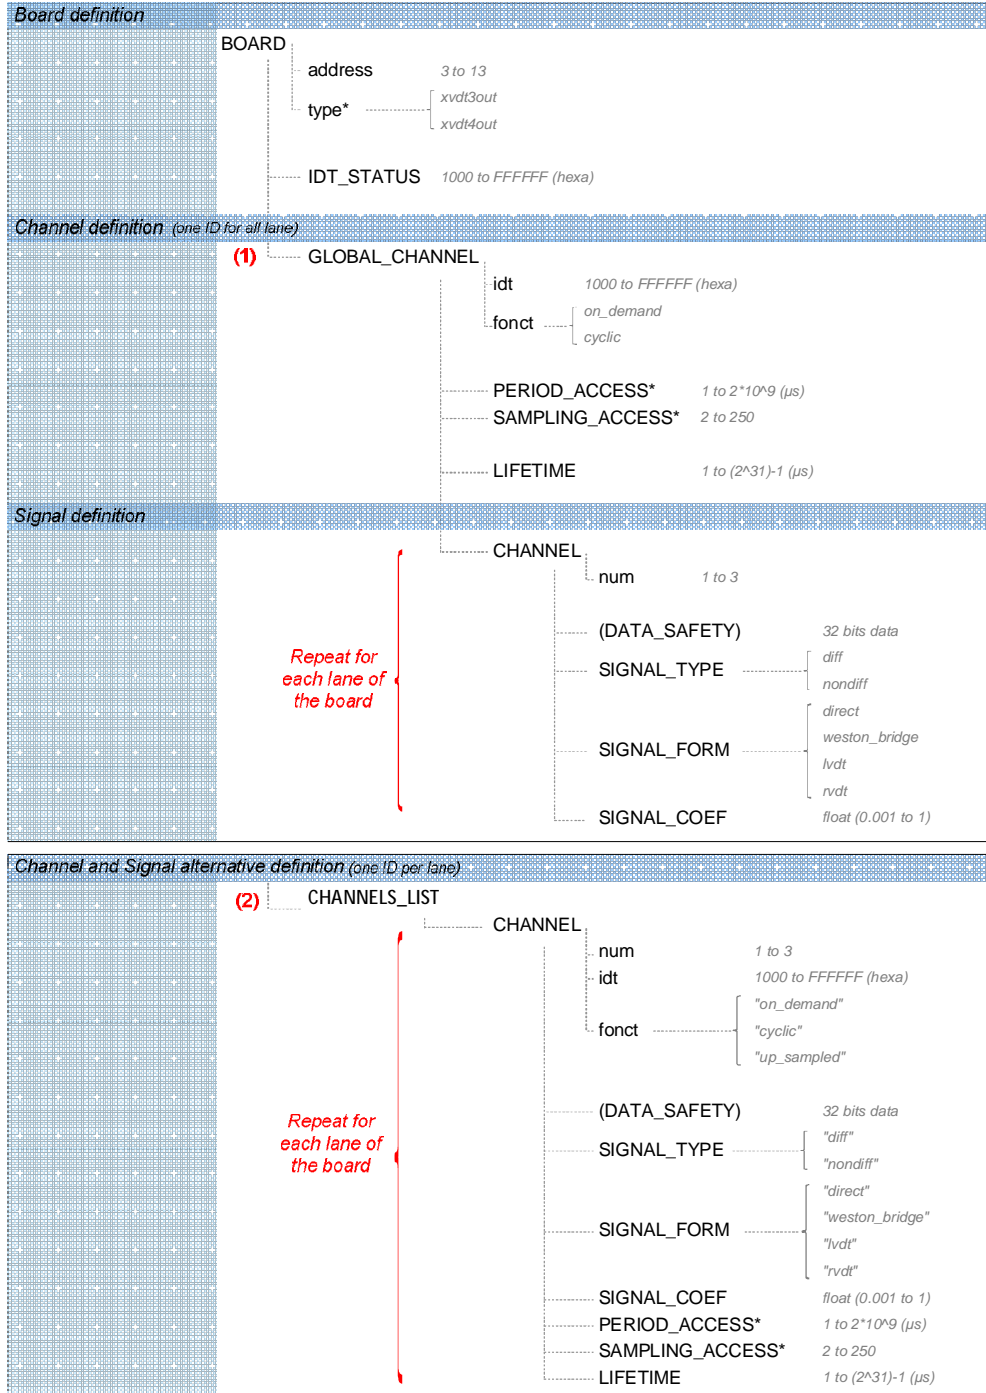 Board definition
BOARD
address 3 to 13
type* xvdt3out
xvdt4out
IDT_STATUS 1000 to FFFFFF (hexa)
Channel definition (one ID for all lane)
(1) GLOBAL_CHANNEL
idt 1000 to FFFFFF (hexa)
fonct on_demand
cyclic
PERIOD_ACCESS* 1 to 2*10^9 (µs)
SAMPLING_ACCESS* 2 to 250
LIFETIME 1 to (2^31)-1 (µs)
Signal definition
CHANNEL
num 1 to 3
(DATA_SAFETY) 32 bits data
Repeat for
each lane of
the board
SIGNAL_TYPE diff
nondiff
SIGNAL_FORM direct
weston_bridge
lvdt
rvdt
SIGNAL_COEF float (0.001 to 1)
Channel and Signal alternative definition (one ID per lane)
(2) CHANNELS_LIST
CHANNEL
num 1 to 3
idt 1000 to FFFFFF (hexa)
fonct "on_demand"
"cyclic"
"up_sampled"
(DATA_SAFETY) 32 bits data
Repeat for
each lane of
the board
SIGNAL_TYPE "diff"
"nondiff"
SIGNAL_FORM "direct"
"weston_bridge"
"lvdt"
"rvdt"
SIGNAL_COEF float (0.001 to 1)
PERIOD_ACCESS* 1 to 2*10^9 (µs)
SAMPLING_ACCESS* 2 to 250
LIFETIME 1 to (2^31)-1 (µs)